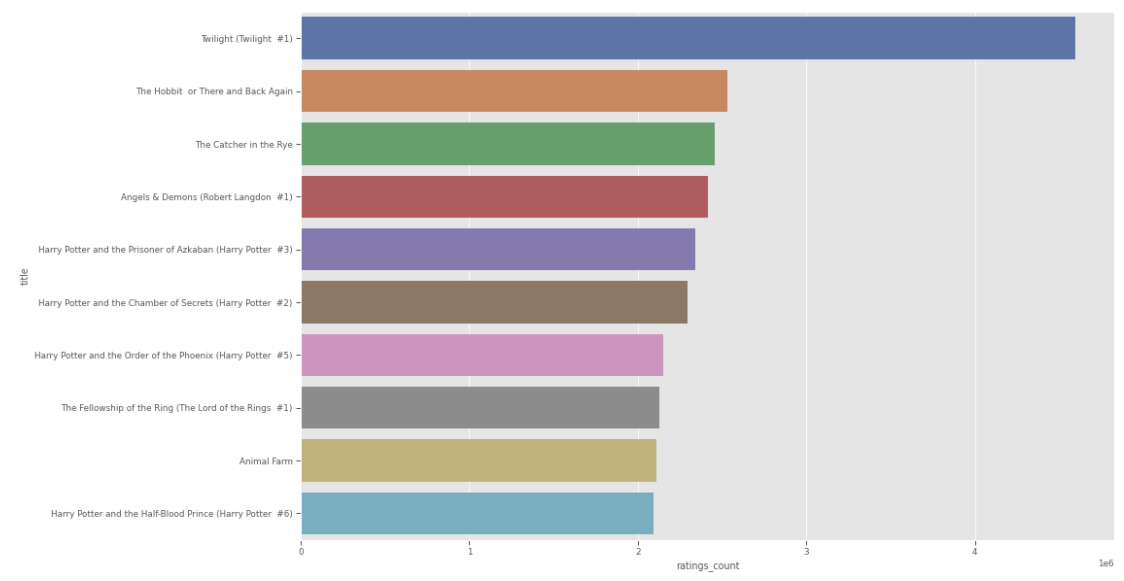 Twilight (Twilight  #1)
The Hobbit  or There and Back Again
The Catcher in the Rye
Angels & Demons (Robert Langdon  #1)
Harry Potter and the Prisoner of Azkaban (Harry Potter  #3)
title
Harry Potter and the Chamber of Secrets (Harry Potter  #2)
Harry Potter and the Order of the Phoenix (Harry Potter  #5)
The Fellowship of the Ring (The Lord of the Rings  #1)
Animal Farm
Harry Potter and the Half-Blood Prince (Harry Potter  #6)
0 1 2 3 4
1e6
ratings_count